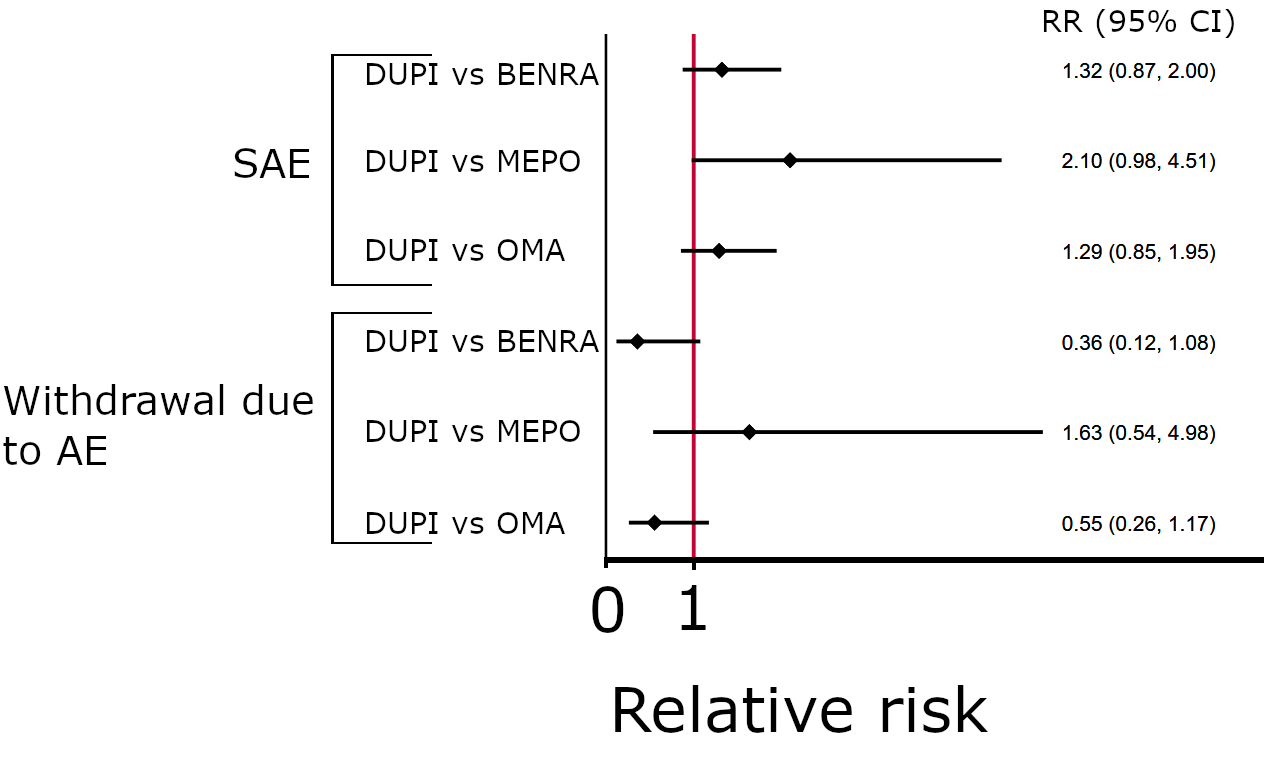 RR (95% CI)
SAE
DUPI vs BENRA 1.32 (0.87, 2.00)
DUPI vs MEPO 2.10 (0.98, 4.51)
DUPI vs OMA 1.29 (0.85, 1.95)
Withdrawal due
to AE
DUPI vs BENRA 0.36 (0.12, 1.08)
DUPI vs MEPO 1.63 (0.54, 4.98)
DUPI vs OMA 0.55 (0.26, 1.17)
0 1
Relative risk